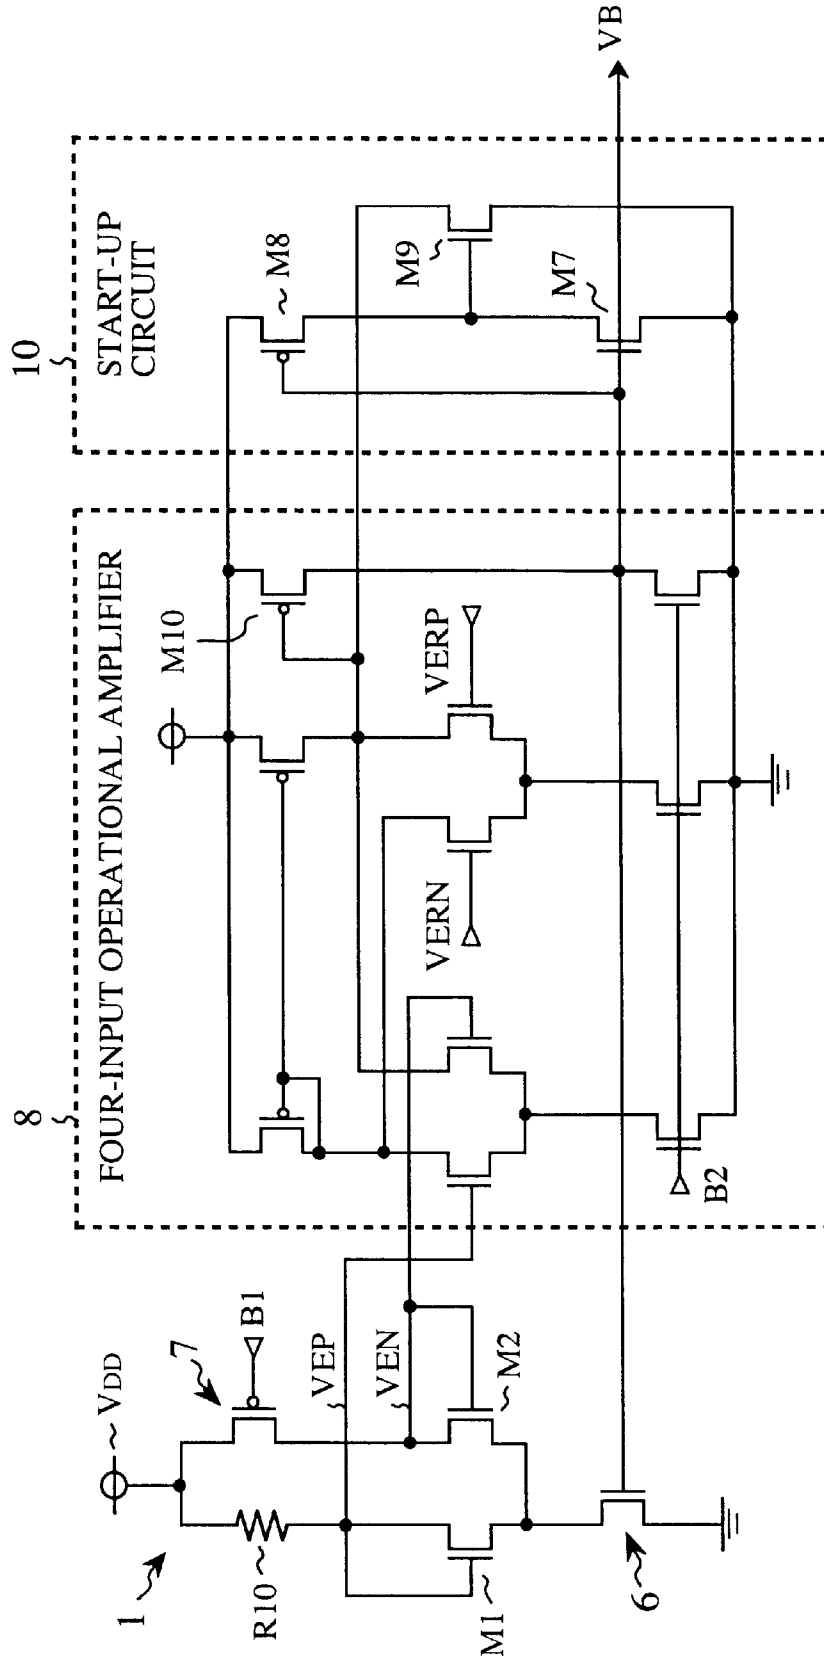 10
START-UP
CIRCUIT
M8
M9
M7
VB
8
FOUR-INPUT OPERATIONAL AMPLIFIER
M10
VERP
VERN
B2
1
VDD
7
B1
R10
VEP
VEN
M1
M2
6